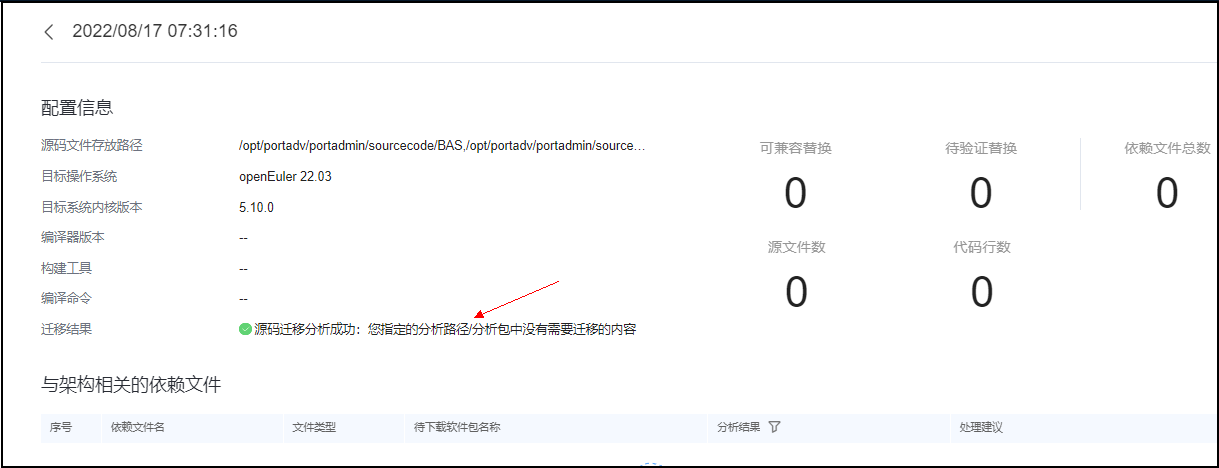 2022/08/17 07:31:16
配置信息
源码文件存放路径 /opt/portadv/portadmin/sourcecode/BAS,/opt/portadv/portadmin/source...
目标操作系统 openEuler 22.03
目标系统内核版本 5.10.0
编译器版本 --
构建工具 --
编译命令 --
迁移结果 源码迁移分析成功：您指定的分析路径/分析包中没有需要迁移的内容
可兼容替换 待验证替换 依赖文件总数
0 0 0
源文件数 代码行数
0 0
与架构相关的依赖文件
序号 依赖文件名 文件类型 待下载软件包名称 分析结果 处理建议